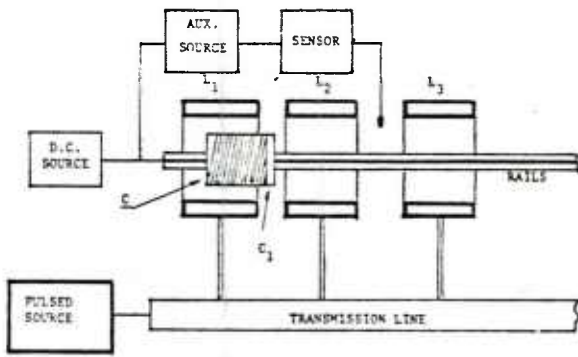 AUX.
SOURCE
SENSOR
L1
L2
L3
D.C.
SOURCE
RAILS
C
C1
PULSED
SOURCE
TRANSMISSION LINE